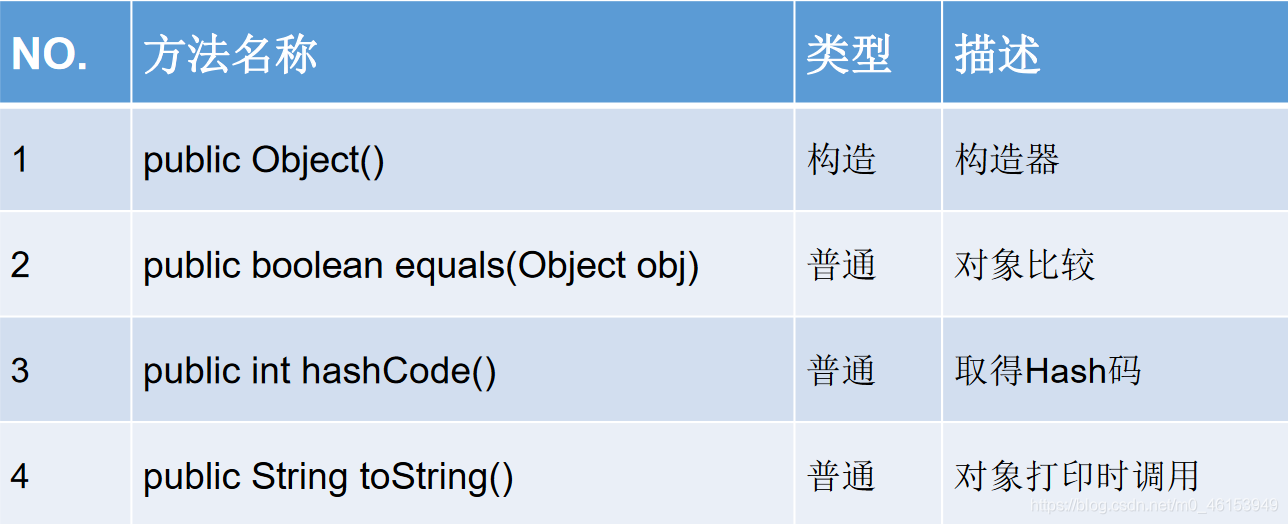 NO. 方法名称 类型 描述
1 public Object() 构造 构造器
2 public boolean equals(Object obj) 普通 对象比较
3 public int hashCode() 普通 取得Hash码
4 public String toString() 普通 对象打印时调用
https://blog.csdn.net/m0_46153949